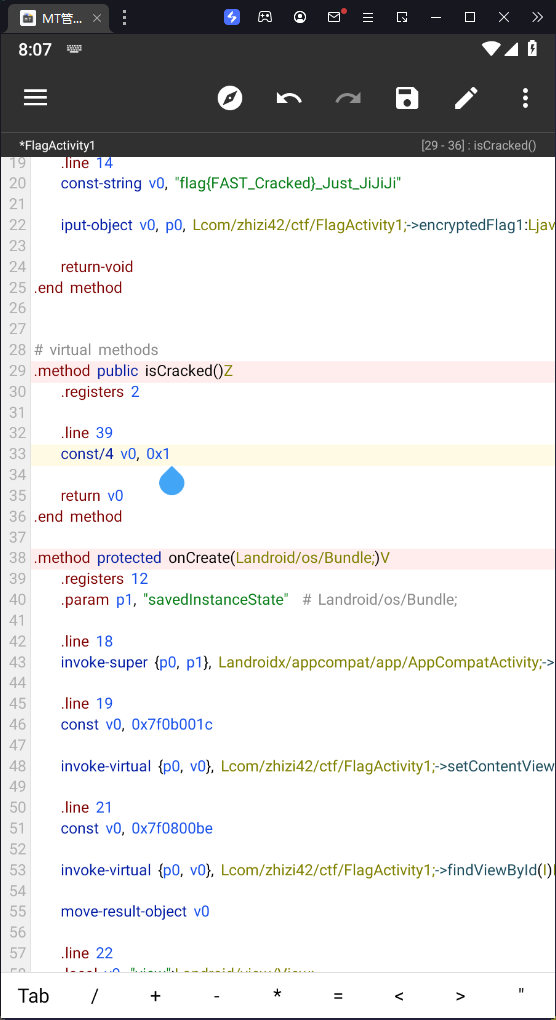 MT管...
8:07
*FlagActivity1
[29 - 36] : isCracked()
19 .line 14
20 const-string v0, "flag{FAST_Cracked}_Just_JiJiJi"
21
22 iput-object v0, p0, Lcom/zhizi42/ctf/FlagActivity1;->encryptedFlag1:Ljav
23
24 return-void
25 .end method
26
27
28 # virtual methods
29 .method public isCracked()Z
30 .registers 2
31
32 .line 39
33 const/4 v0, 0x1
34
35 return v0
36 .end method
37
38 .method protected onCreate(Landroid/os/Bundle;)V
39 .registers 12
40 .param p1, "savedInstanceState" # Landroid/os/Bundle;
41
42 .line 18
43 invoke-super {p0, p1}, Landroidx/appcompat/app/AppCompatActivity;->
44
45 .line 19
46 const v0, 0x7f0b001c
47
48 invoke-virtual {p0, v0}, Lcom/zhizi42/ctf/FlagActivity1;->setContentView
49
50 .line 21
51 const v0, 0x7f0800be
52
53 invoke-virtual {p0, v0}, Lcom/zhizi42/ctf/FlagActivity1;->findViewById(I)
54
55 move-result-object v0
56
57 .line 22
58 .local v0, "view":Landroid/view/View;
Tab / + - * = < > "